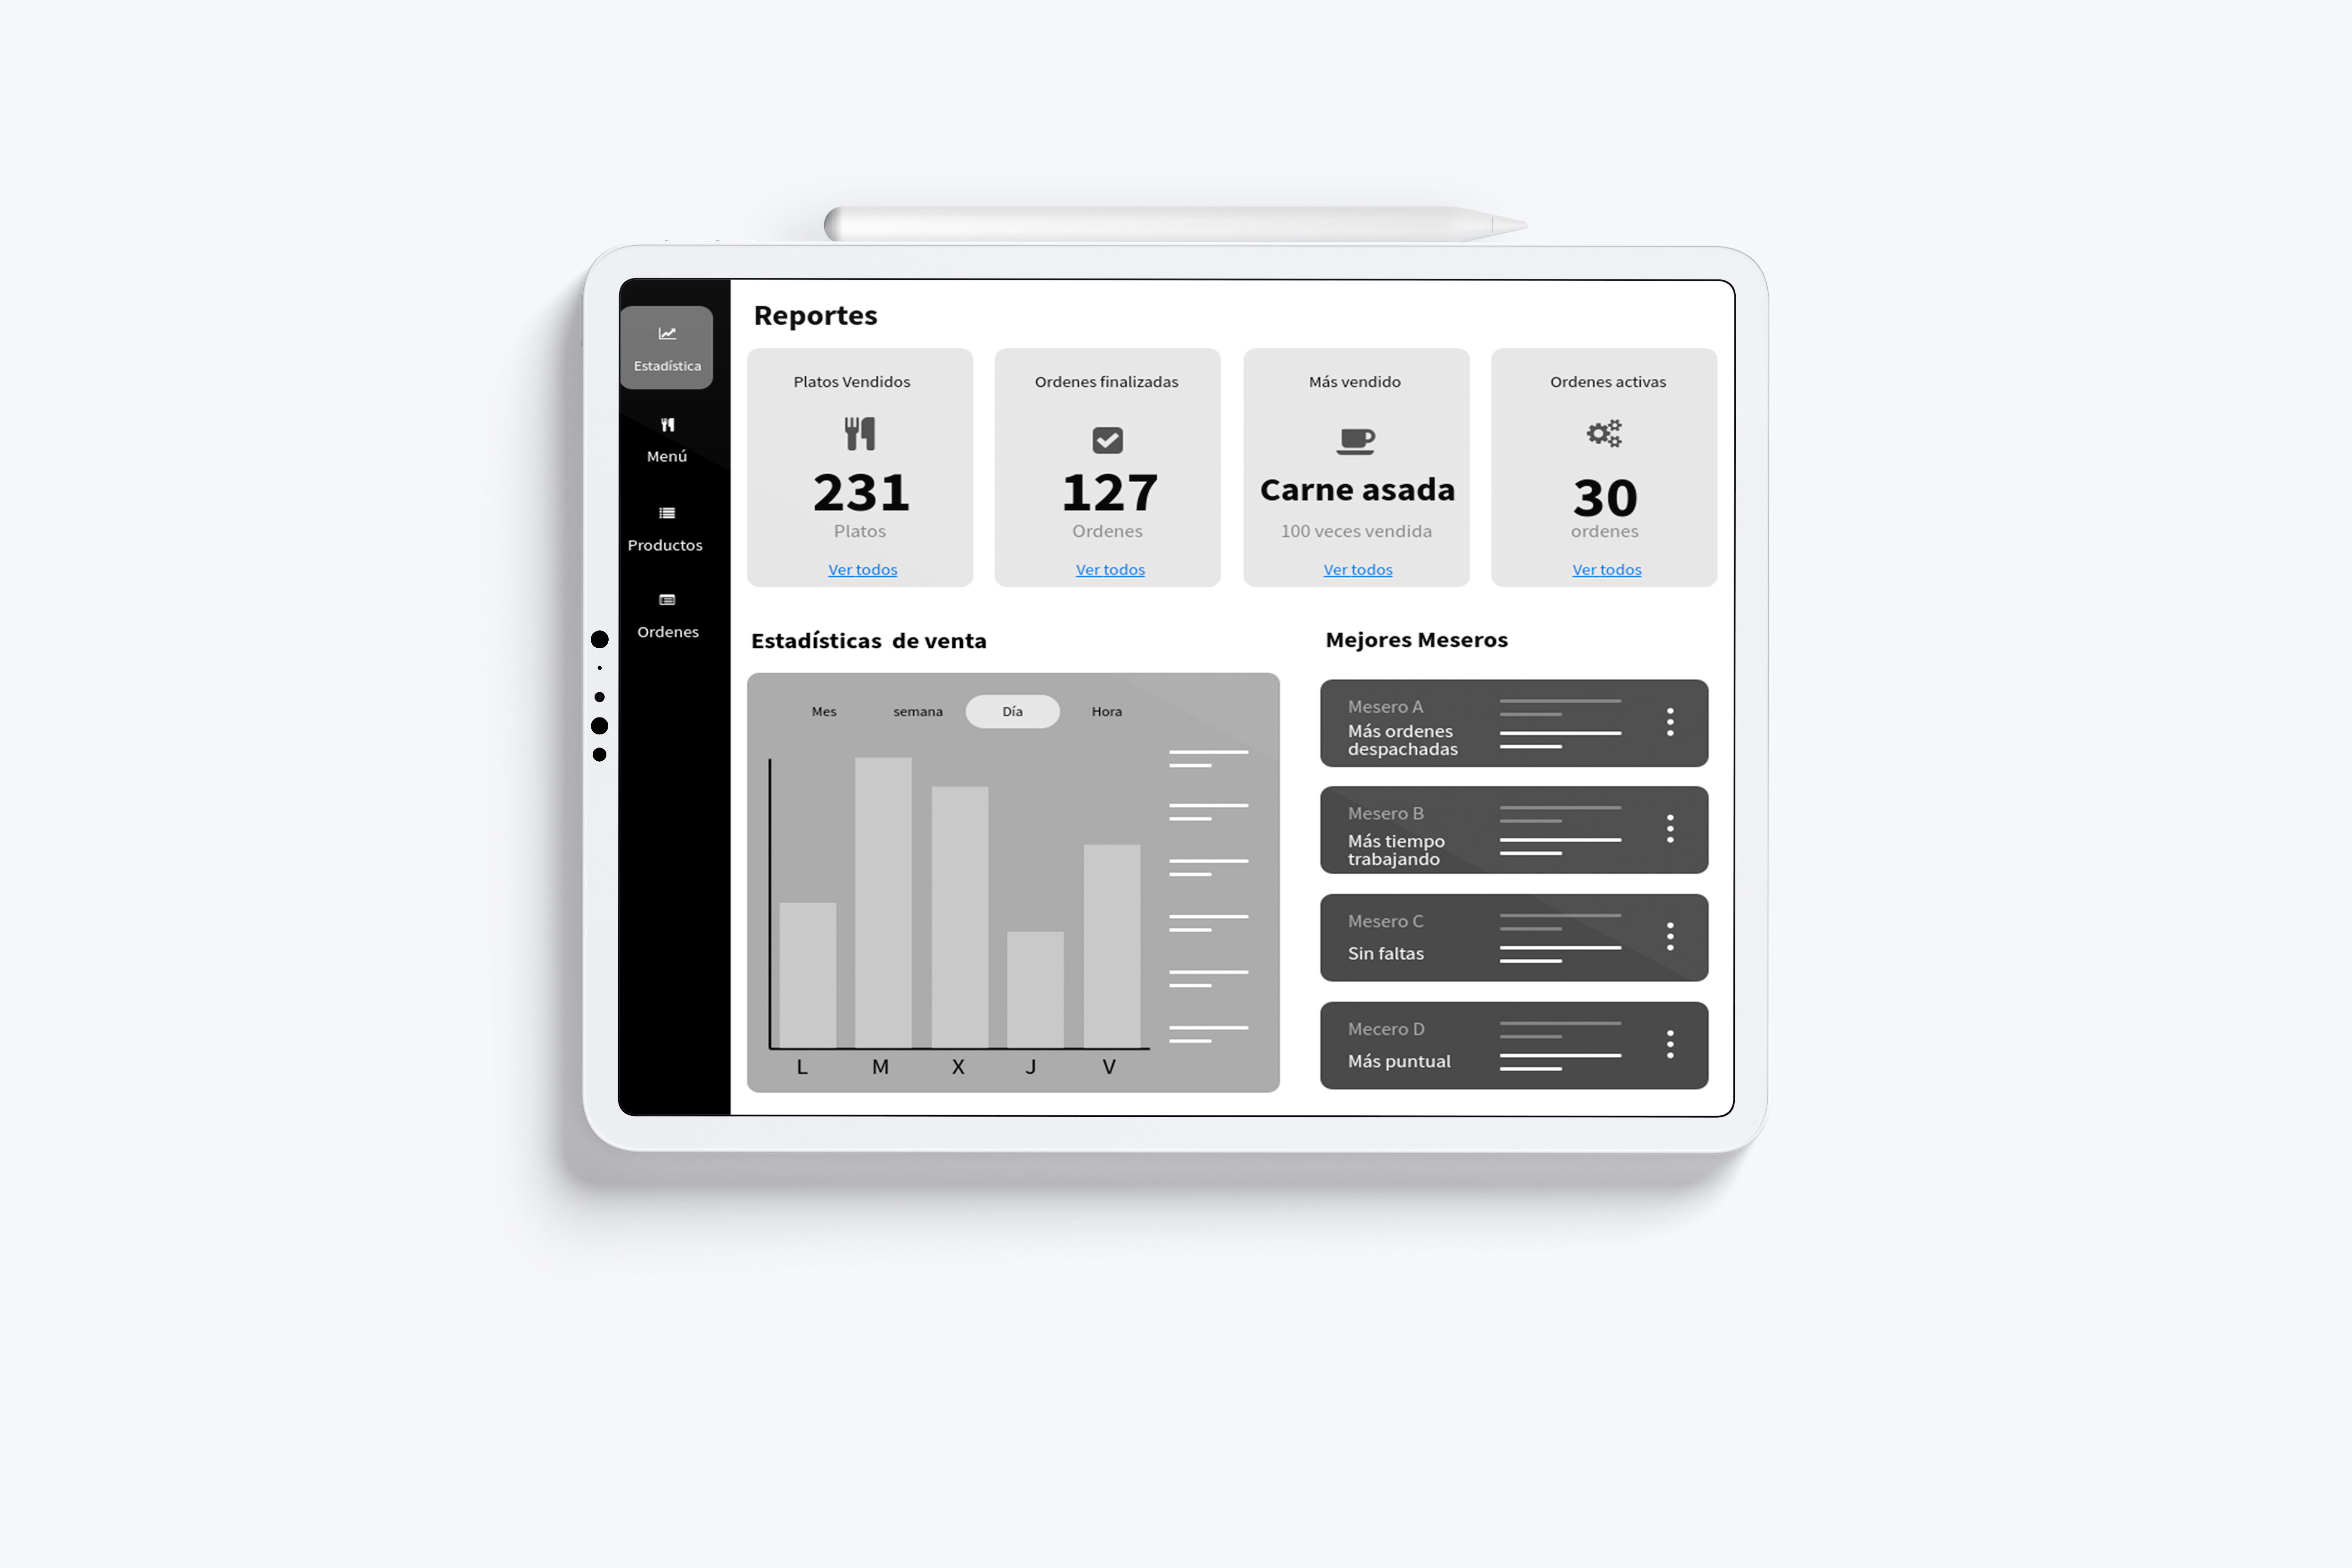 Reportes
Estadística
Menú
Productos
Ordenes
Platos Vendidos
231
Platos
Ver todos
Ordenes finalizadas
127
Ordenes
Ver todos
Más vendido
Carne asada
100 veces vendida
Ver todos
Ordenes activas
30
ordenes
Ver todos
Estadísticas de venta
Mes semana Día Hora
L M X J V
Mejores Meseros
Mesero A
Más ordenes
despachadas
Mesero B
Más tiempo
trabajando
Mesero C
Sin faltas
Mecero D
Más puntual